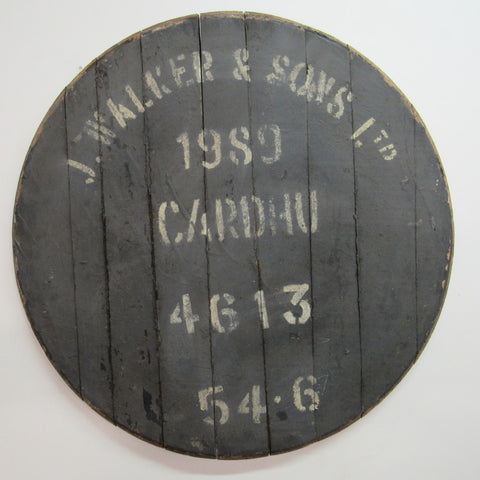 J. WALKER & SONS LTD
1989
CARDHU
4613
54·6